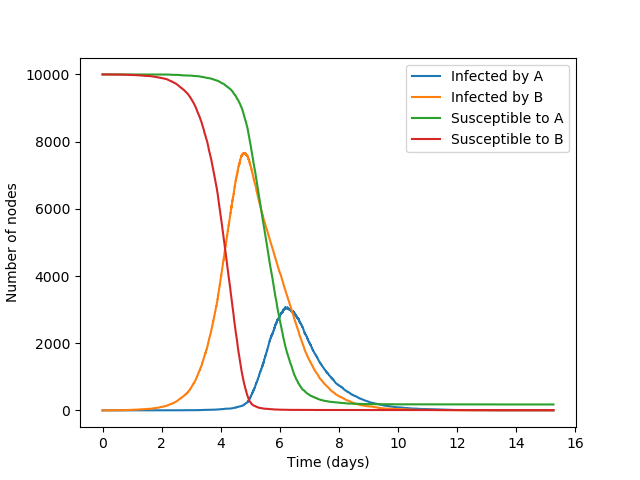 10000
8000
6000
4000
2000
0
Number of nodes
0 2 4 6 8 10 12 14 16
Time (days)
Infected by A
Infected by B
Susceptible to A
Susceptible to B